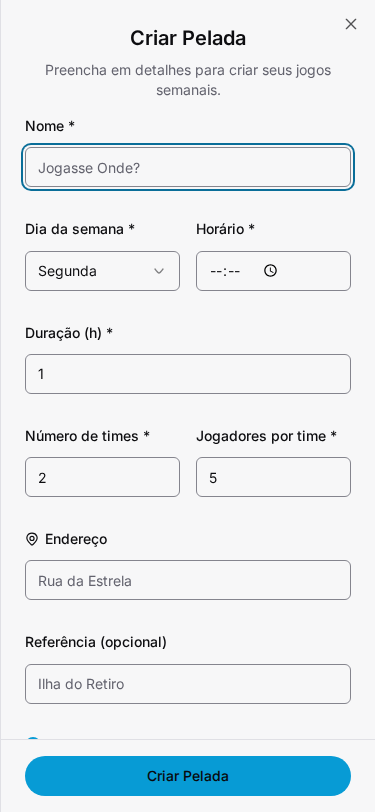 Criar Pelada
Preencha em detalhes para criar seus jogos
semanais.
Nome *
Jogasse Onde?
Dia da semana * Horário *
Segunda --:--
Duração (h) *
1
Número de times * Jogadores por time *
2 5
Endereço
Rua da Estrela
Referência (opcional)
Ilha do Retiro
Criar Pelada